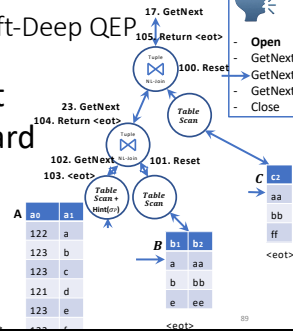 17. GetNext
ft-Deep QEP
105. Return <eot>
Tuple
NL-Join
100. Reset
- Open
- GetNext
- GetNext
- GetNext
- Close
23. GetNext
104. Return <eot>
Table
Scan
ard
Tuple
NL-Join
102. GetNext
101. Reset
103. <eot>
Table
Scan +
Hint(σP)
Table
Scan
C
c2
aa
bb
ff
<eot>
A
a0 a1
122 a
123 b
123 c
121 d
123 e
B
b1 b2
a aa
b bb
e ee
<eot>
89